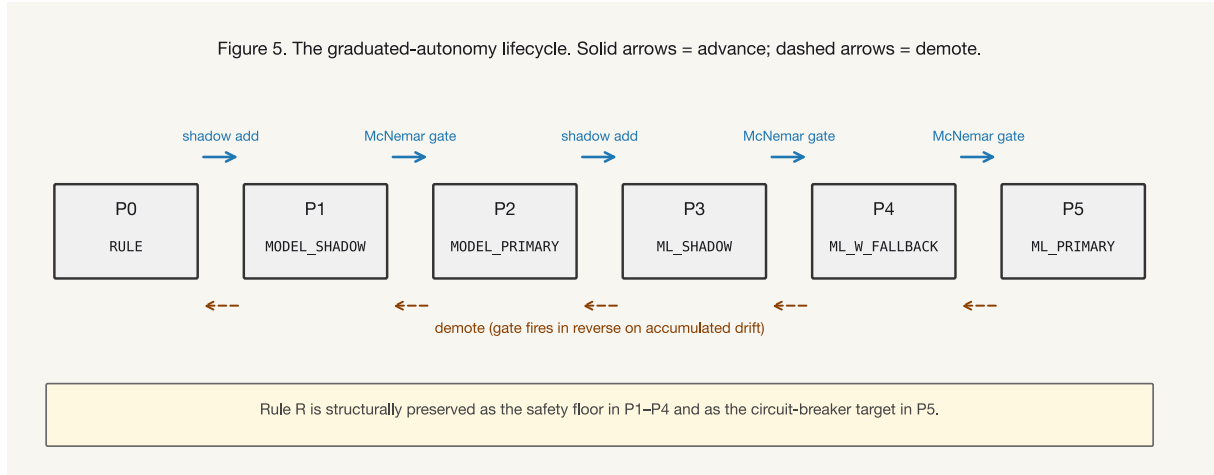 Figure 5. The graduated-autonomy lifecycle. Solid arrows = advance; dashed arrows = demote.
shadow add
McNemar gate
shadow add
McNemar gate
McNemar gate
P0
RULE
P1
MODEL_SHADOW
P2
MODEL_PRIMARY
P3
ML_SHADOW
P4
ML_W_FALLBACK
P5
ML_PRIMARY
demote (gate fires in reverse on accumulated drift)
Rule R is structurally preserved as the safety floor in P1–P4 and as the circuit-breaker target in P5.